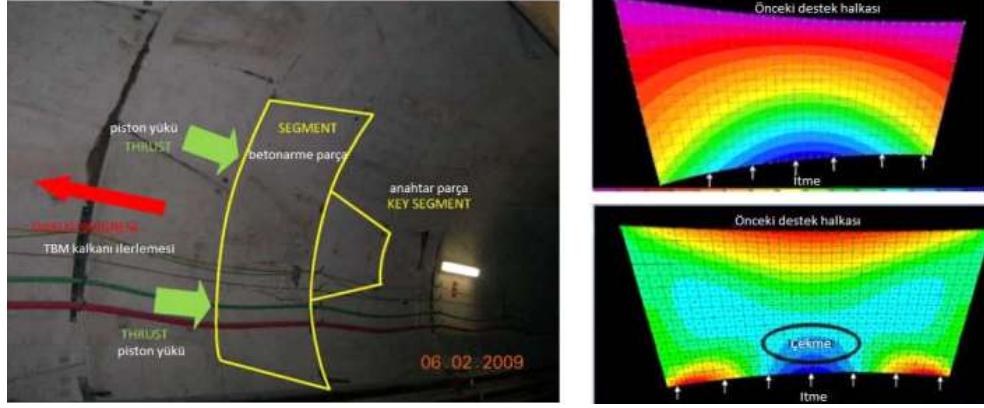 piston yükü
THRUST
SEGMENT
betonarme parça
anahtar parça
KEY SEGMENT
TBM kalkanı ilerlemesi
THRUST
piston yükü
06.02.2009
Önceki destek halkası
İtme
Önceki destek halkası
Çekme
İtme